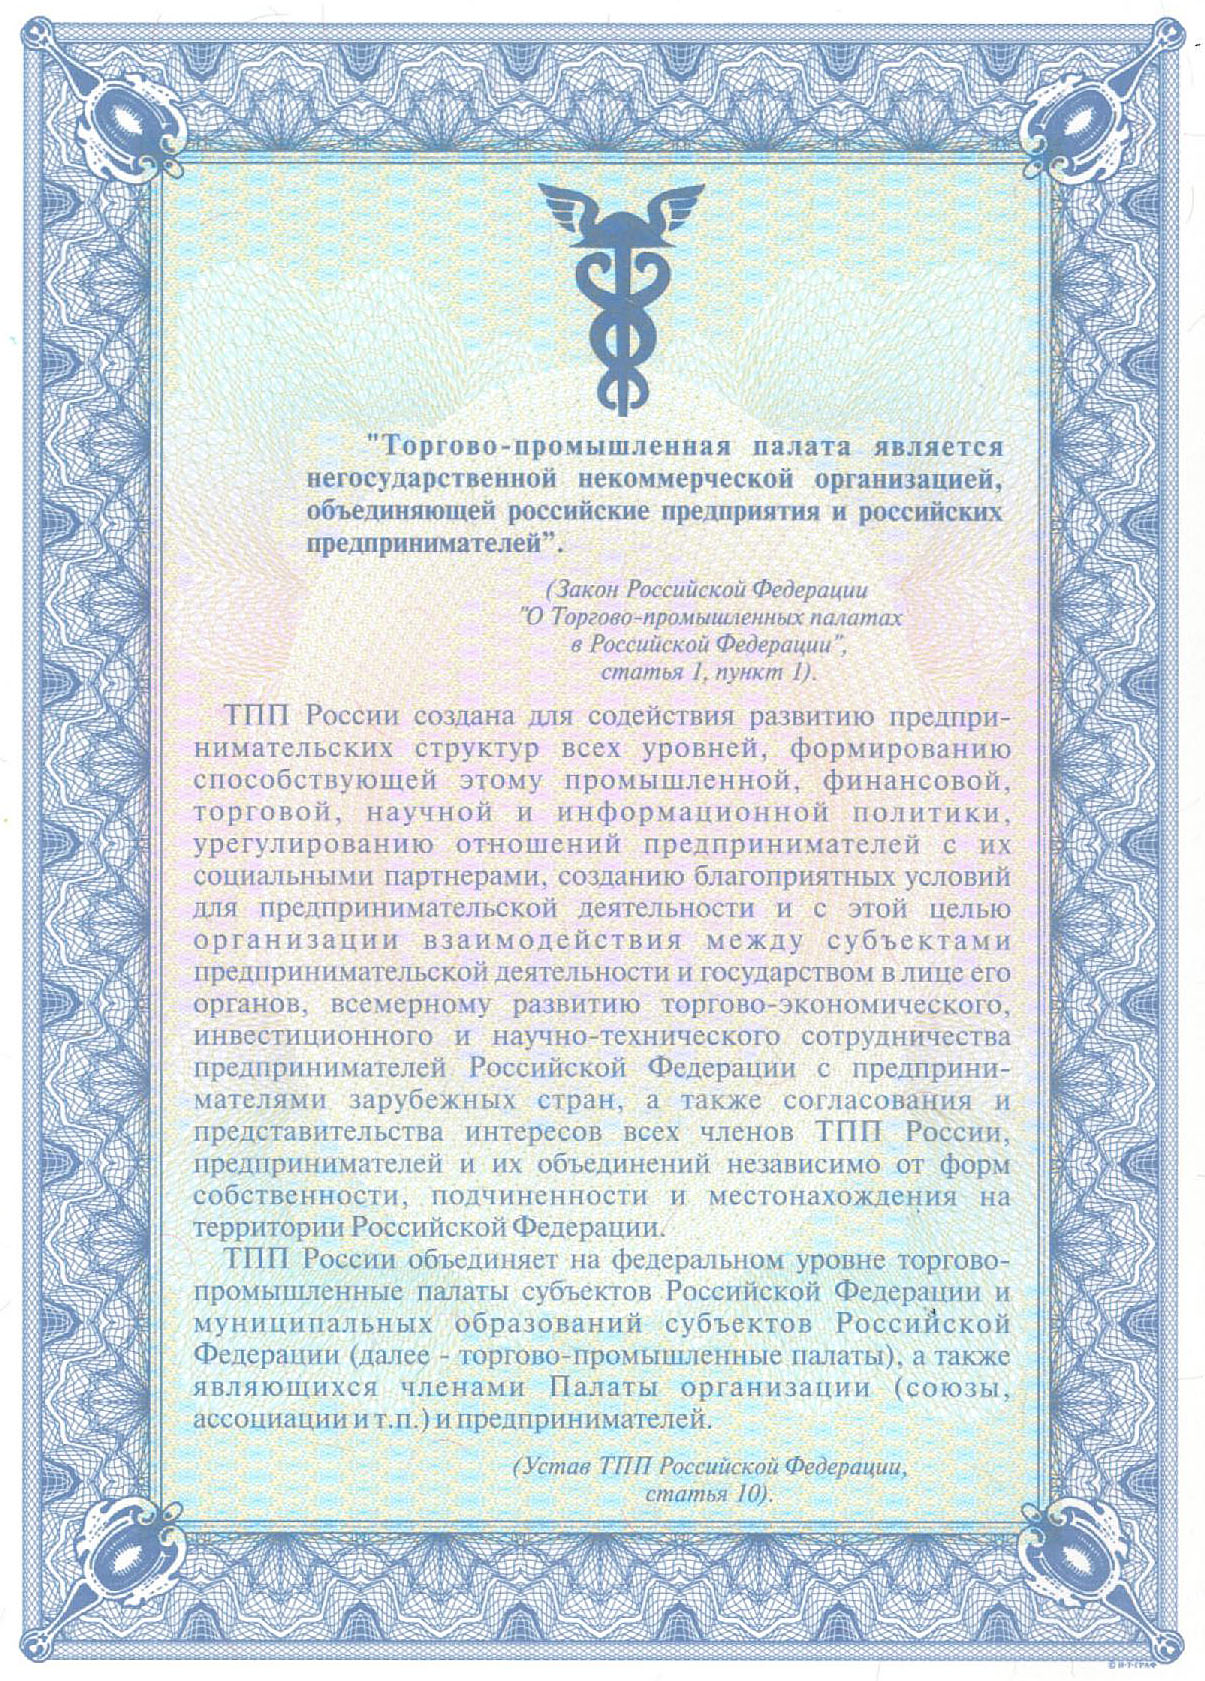 "Торгово-промышленная палата является
негосударственной некоммерческой организацией,
объединяющей российские предприятия и российских
предпринимателей”.
(Закон Российской Федерации
"О Торгово-промышленных палатах
в Российской Федерации",
статья 1, пункт 1).
ТПП России создана для содействия развитию предпри-
нимательских структур всех уровней, формированию
способствующей этому промышленной, финансовой,
торговой, научной и информационной политики,
урегулированию отношений предпринимателей с их
социальными партнерами, созданию благоприятных условий
для предпринимательской деятельности и с этой целью
организации взаимодействия между субъектами
предпринимательской деятельности и государством в лице его
органов, всемерному развитию торгово-экономического,
инвестиционного и научно-технического сотрудничества
предпринимателей Российской Федерации с предприни-
мателями зарубежных стран, а также согласования и
представительства интересов всех членов ТПП России,
предпринимателей и их объединений независимо от форм
собственности, подчиненности и местонахождения на
территории Российской Федерации.
ТПП России объединяет на федеральном уровне торгово-
промышленные палаты субъектов Российской Федерации и
муниципальных образований субъектов Российской
Федерации (далее - торгово-промышленные палаты), а также
являющихся членами Палаты организации (союзы,
ассоциации и т.п.) и предпринимателей.
(Устав ТПП Российской Федерации,
статья 10).
© Н-Т-ГРАФ